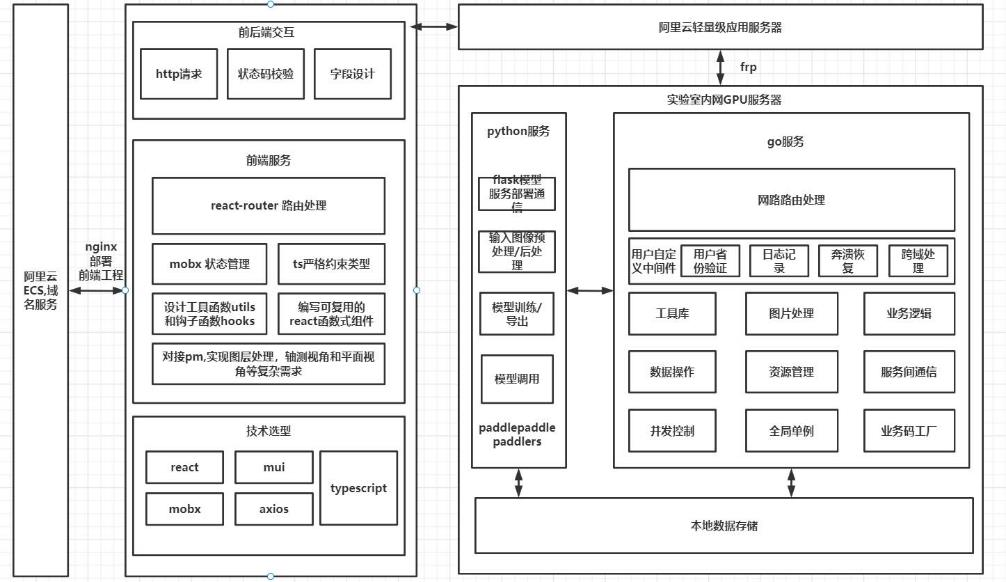 阿里云
ECS,域
名服务
nginx
部署
前端工程
前后端交互
http请求
状态码校验
字段设计
前端服务
react-router 路由处理
mobx 状态管理
ts严格约束类型
设计工具函数utils
和钩子函数hooks
编写可复用的
react函数式组件
对接pm,实现图层处理，轴测视角和平面视
角等复杂需求
技术选型
react
mui
mobx
axios
typescript
阿里云轻量级应用服务器
frp
实验室内网GPU服务器
python服务
flask模型
服务部署通
信
输入图像预
处理/后处
理
模型训练/
导出
模型调用
paddlepaddle
paddlers
go服务
网路路由处理
用户自定
义中间件
用户省
份验证
日志记
录
奔溃恢
复
跨域处
理
工具库
图片处理
业务逻辑
数据操作
资源管理
服务间通信
并发控制
全局单例
业务码工厂
本地数据存储